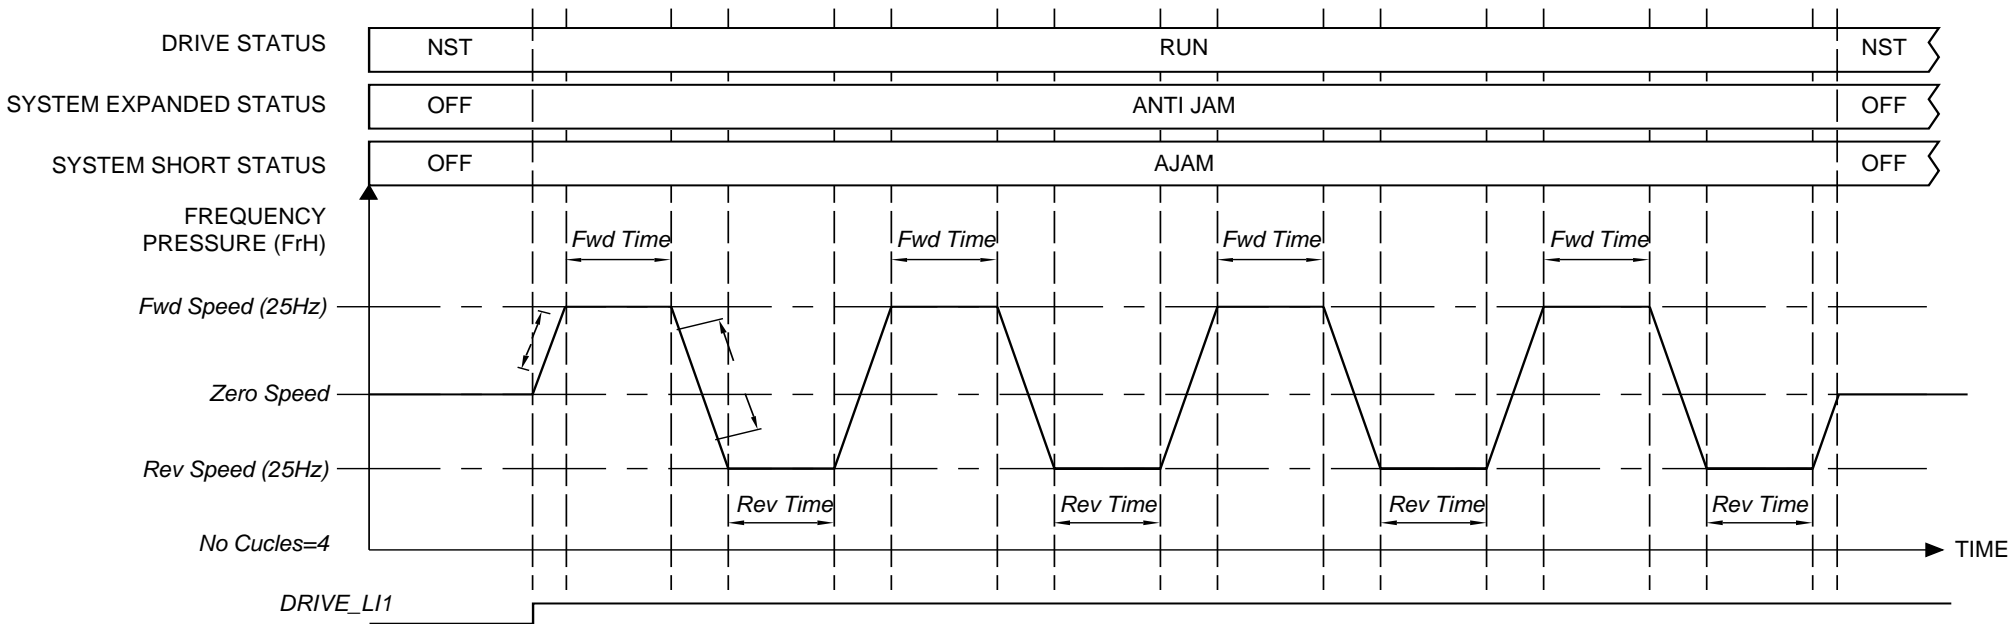 DRIVE STATUS NST RUN NST
SYSTEM EXPANDED STATUS OFF ANTI JAM OFF
SYSTEM SHORT STATUS OFF AJAM OFF
FREQUENCY
PRESSURE (FrH)
Fwd Time Fwd Time Fwd Time Fwd Time
Fwd Speed (25Hz)
Zero Speed
Rev Speed (25Hz)
Rev Time Rev Time Rev Time Rev Time
No Cucles=4
TIME
DRIVE_LI1